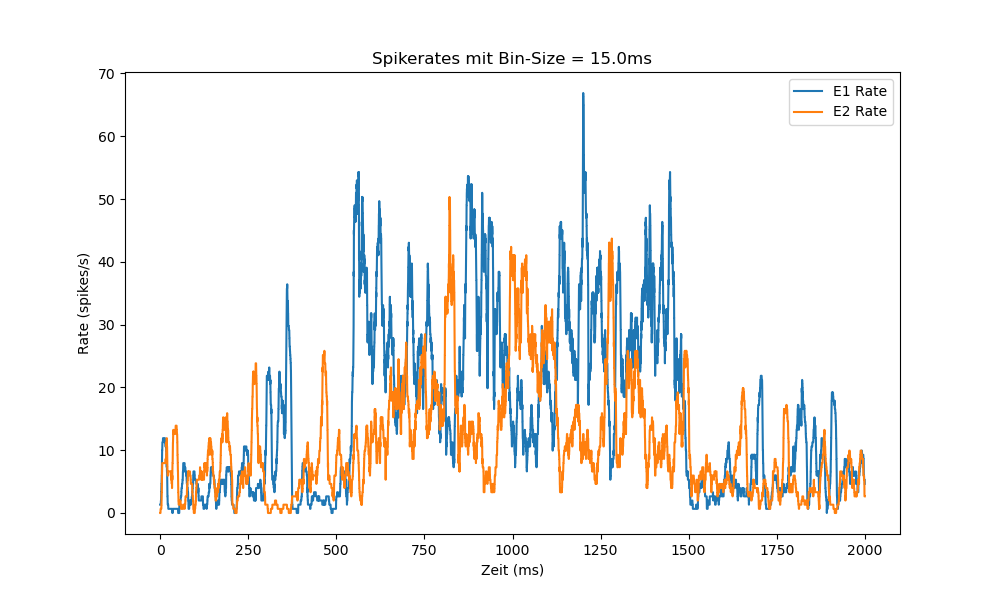 Spikerates mit Bin-Size = 15.0ms
E1 Rate
E2 Rate
70
60
50
40
30
20
10
0
Rate (spikes/s)
0 250 500 750 1000 1250 1500 1750 2000
Zeit (ms)